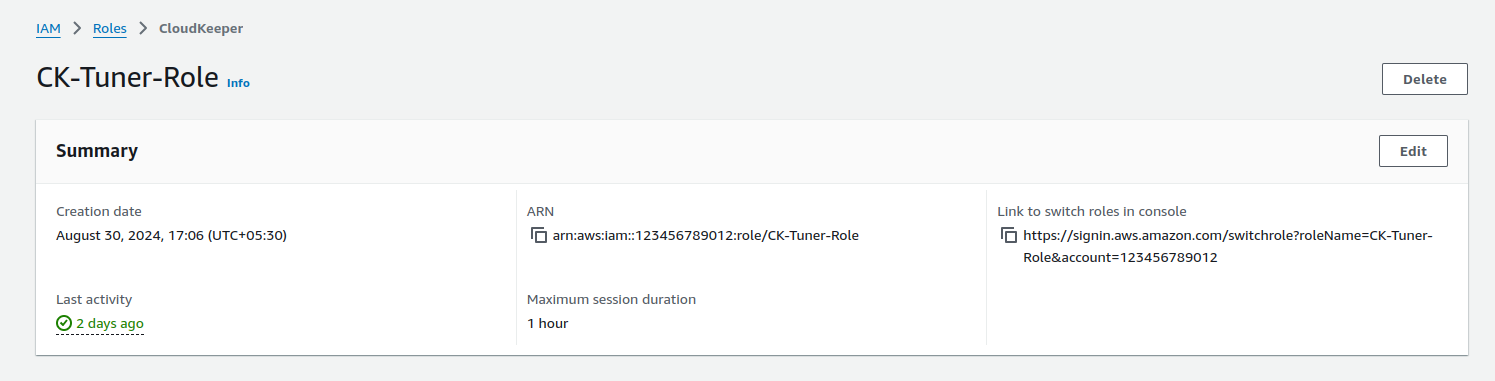 IAM > Roles > CloudKeeper
CK-Tuner-Role Info
Delete
Summary
Edit
Creation date
August 30, 2024, 17:06 (UTC+05:30)
ARN
arn:aws:iam::123456789012:role/CK-Tuner-Role
Link to switch roles in console
https://signin.aws.amazon.com/switchrole?roleName=CK-Tuner-
Role&account=123456789012
Last activity
2 days ago
Maximum session duration
1 hour